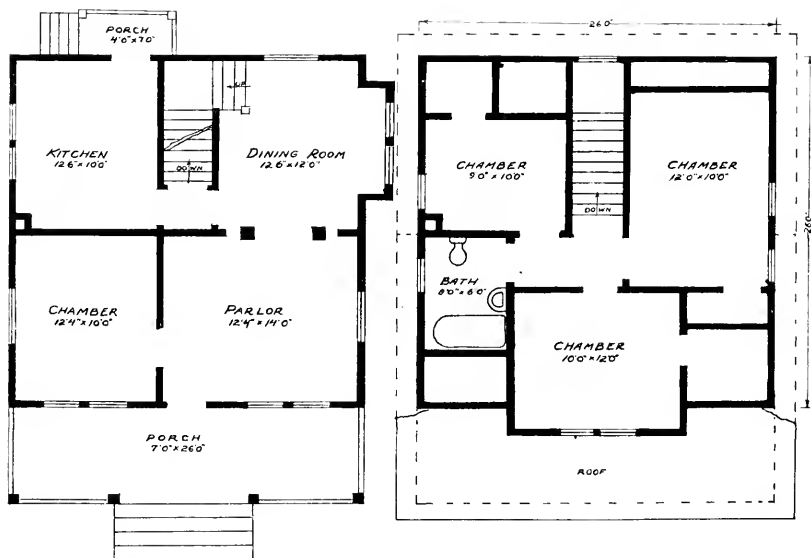 PORCH
4'0"x7'0"
KITCHEN
12'6"x10'0"
UP
DOWN
DINING ROOM
12'6"x12'0"
CHAMBER
12'4"x10'0"
PARLOR
12'4"x14'0"
PORCH
7'0"x26'0"
26'0"
CHAMBER
9'0"x10'0"
CHAMBER
12'0"x10'0"
DOWN
26'0"
BATH
8'0"x6'0"
CHAMBER
10'0"x12'0"
ROOF